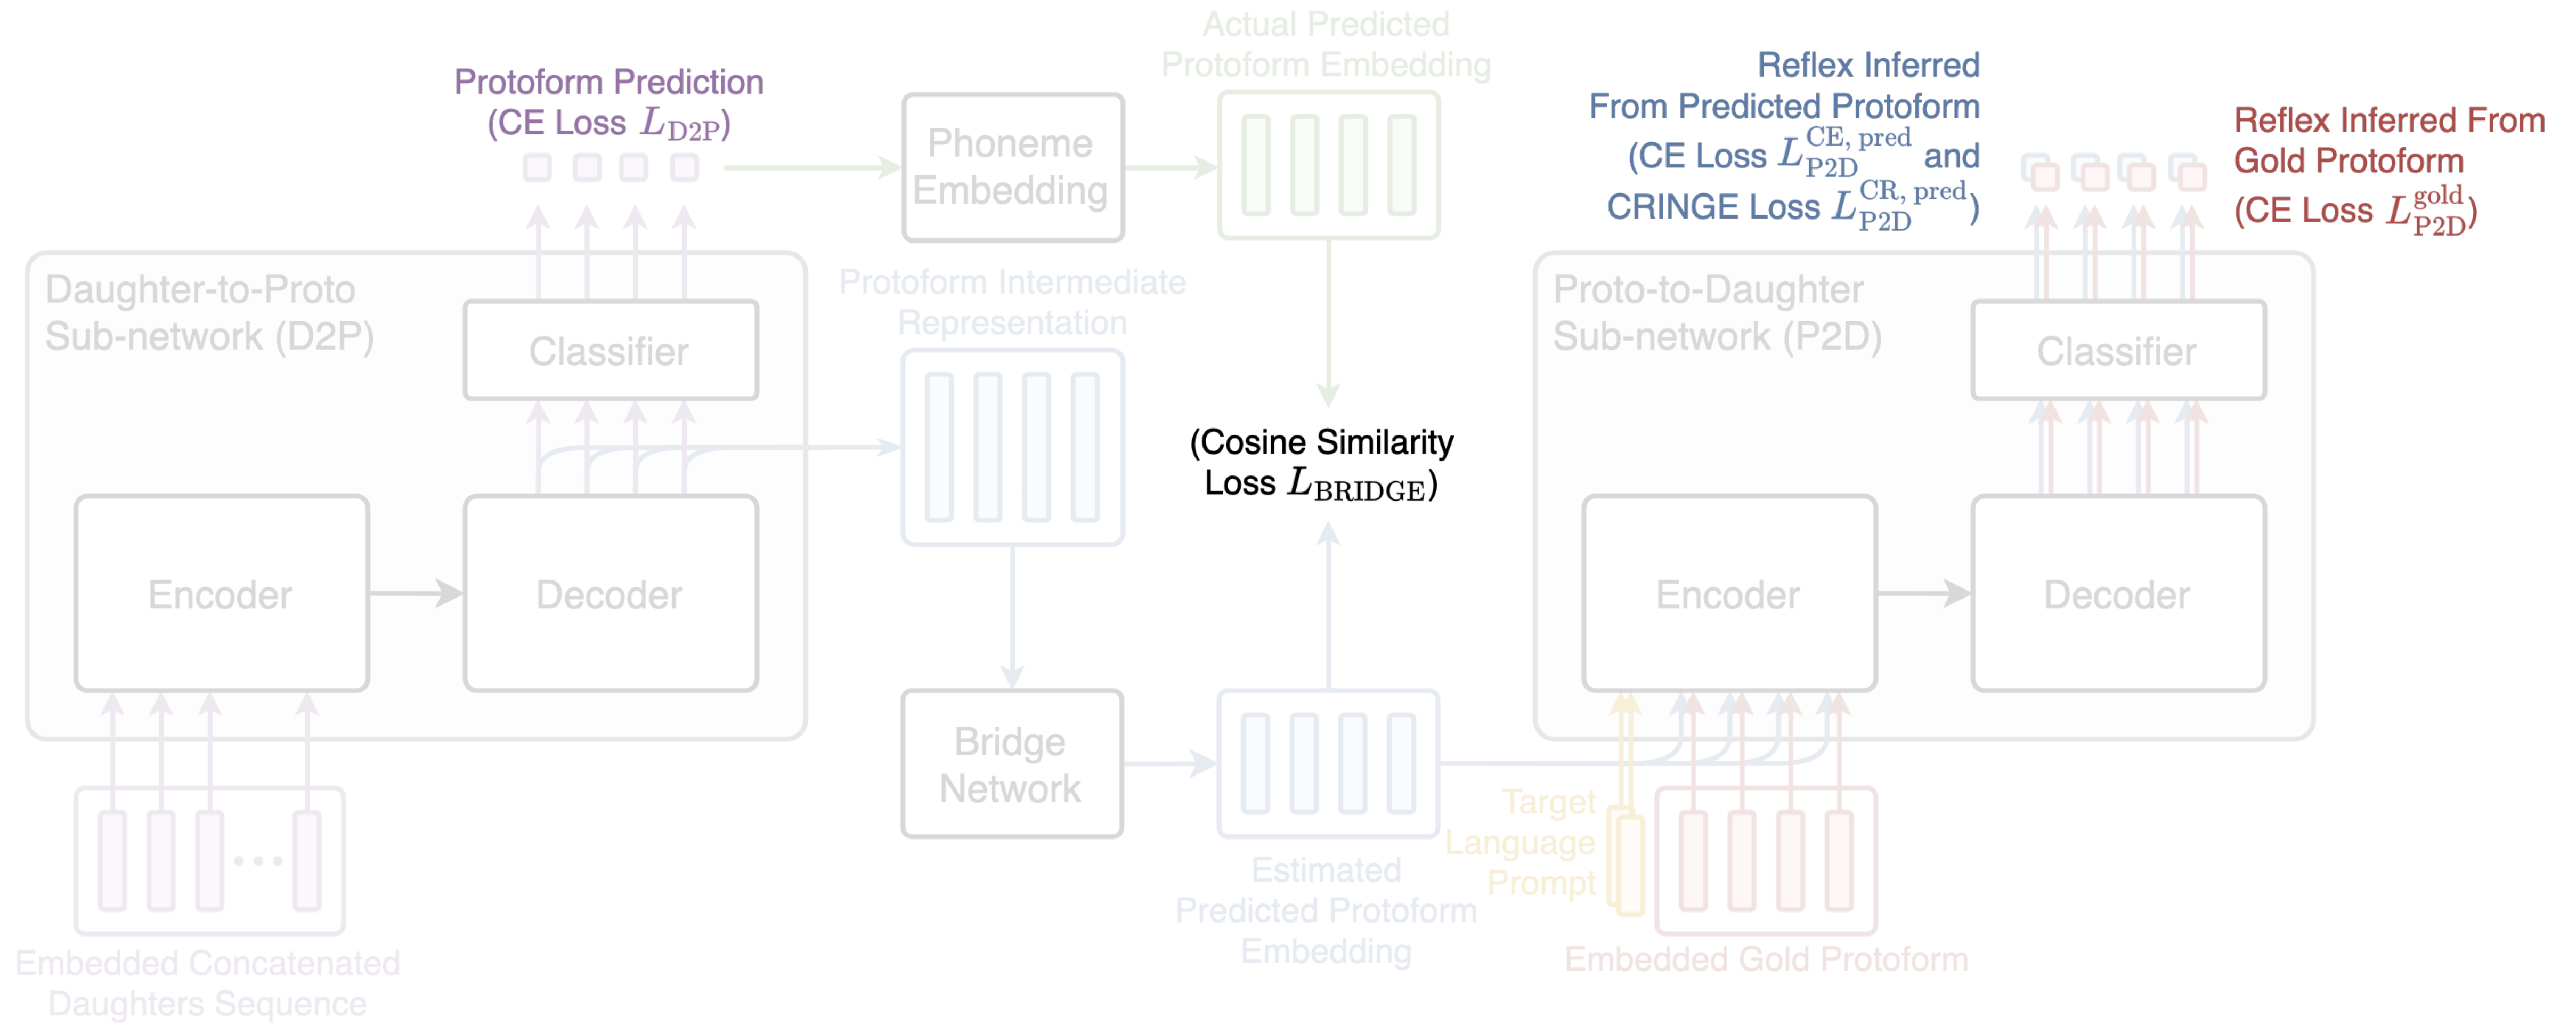 Actual Predicted
Protoform Embedding
Protoform Prediction
(CE Loss L_D2P)
Phoneme
Embedding
Reflex Inferred
From Predicted Protoform
(CE Loss L_P2D^CE, pred and
CRINGE Loss L_P2D^CR, pred)
Reflex Inferred From
Gold Protoform
(CE Loss L_P2D^gold)
Daughter-to-Proto
Sub-network (D2P)
Classifier
Encoder
Decoder
Embedded Concatenated
Daughters Sequence
Protoform Intermediate
Representation
(Cosine Similarity
Loss L_BRIDGE)
Bridge
Network
Estimated
Predicted Protoform
Embedding
Proto-to-Daughter
Sub-network (P2D)
Classifier
Encoder
Decoder
Target
Language
Prompt
Embedded Gold Protoform